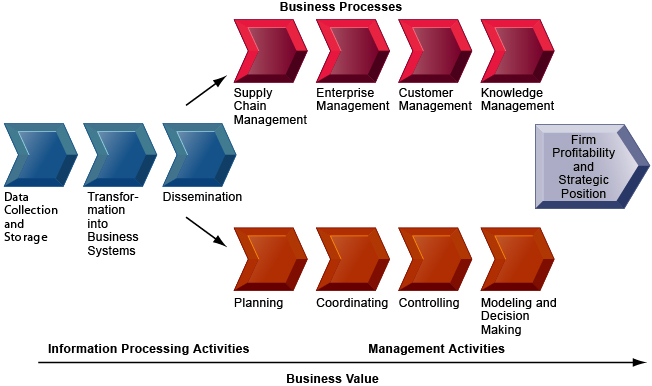 Business Processes
Supply
Chain
Management
Enterprise
Management
Customer
Management
Knowledge
Management
Data
Collection
and
Storage
Transfor-
mation
into
Business
Systems
Dissemination
Firm
Profitability
and
Strategic
Position
Planning
Coordinating
Controlling
Modeling and
Decision
Making
Information Processing Activities
Management Activities
Business Value